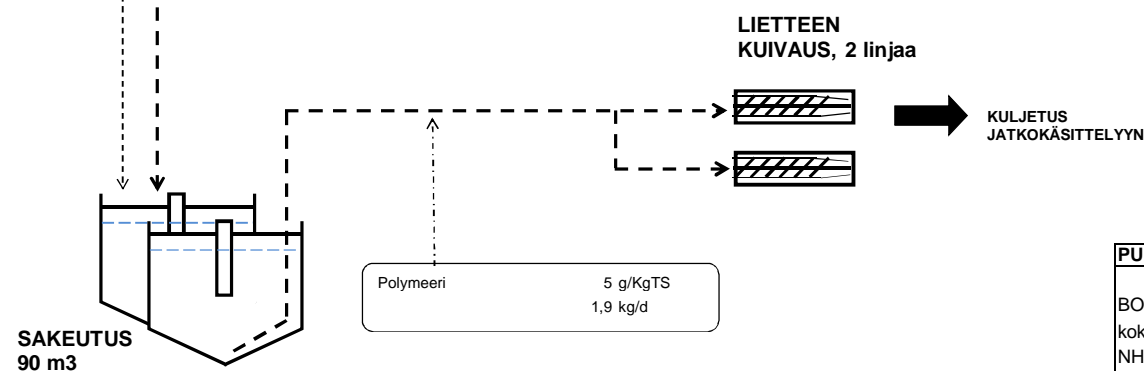 LIETTEEN
KUIVAUS, 2 linjaa
KULJETUS
JATKOKÄSITTELYYN
Polymeeri 5 g/KgTS
1,9 kg/d
SAKEUTUS
90 m3
PU
BO
kok
NH